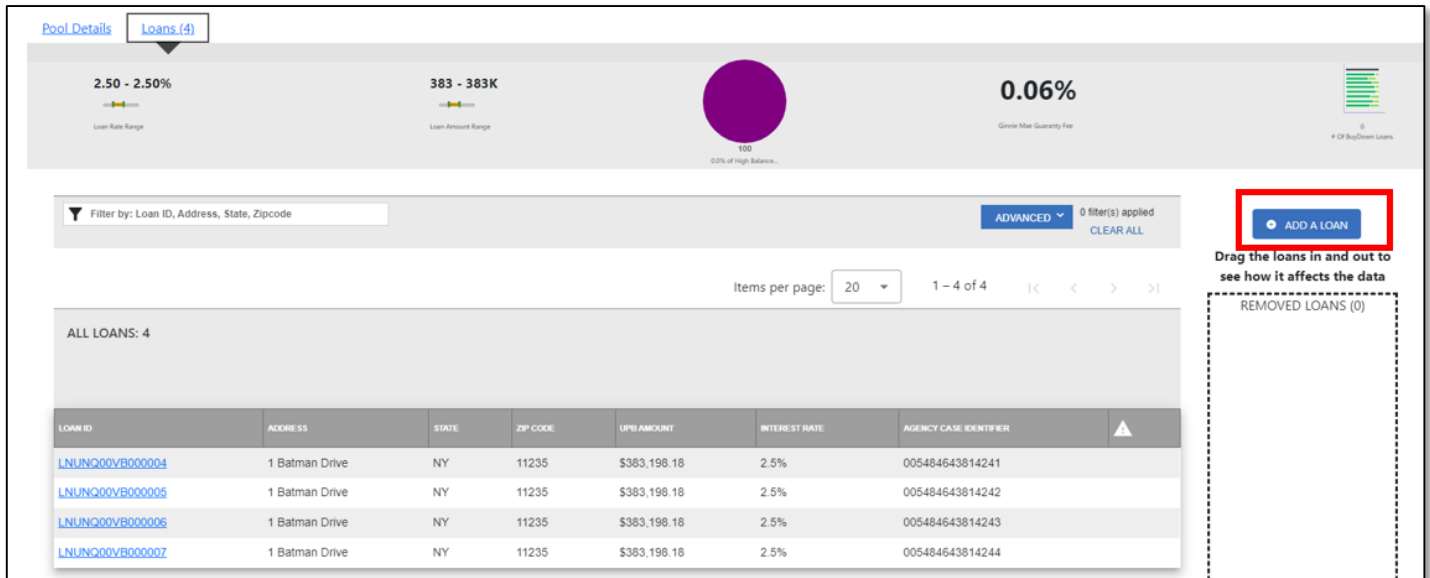 Pool Details
Loans (4)
2.50 - 2.50%
383 - 383K
0.06%
Loan Rate Range
Loan Amount Range
Ginnie Mae Guaranty Fee
100
0.0% of High Balance...
0
# Of BuyDown Loans
Filter by: Loan ID, Address, State, Zipcode
ADVANCED
0 filter(s) applied
CLEAR ALL
ADD A LOAN
Drag the loans in and out to
see how it affects the data
Items per page: 20
1 – 4 of 4
REMOVED LOANS (0)
ALL LOANS: 4
LOAN ID ADDRESS STATE ZIP CODE UPB AMOUNT INTEREST RATE AGENCY CASE IDENTIFIER
LNUNQ00VB000004 1 Batman Drive NY 11235 $383,198.18 2.5% 005484643814241
LNUNQ00VB000005 1 Batman Drive NY 11235 $383,198.18 2.5% 005484643814242
LNUNQ00VB000006 1 Batman Drive NY 11235 $383,198.18 2.5% 005484643814243
LNUNQ00VB000007 1 Batman Drive NY 11235 $383,198.18 2.5% 005484643814244